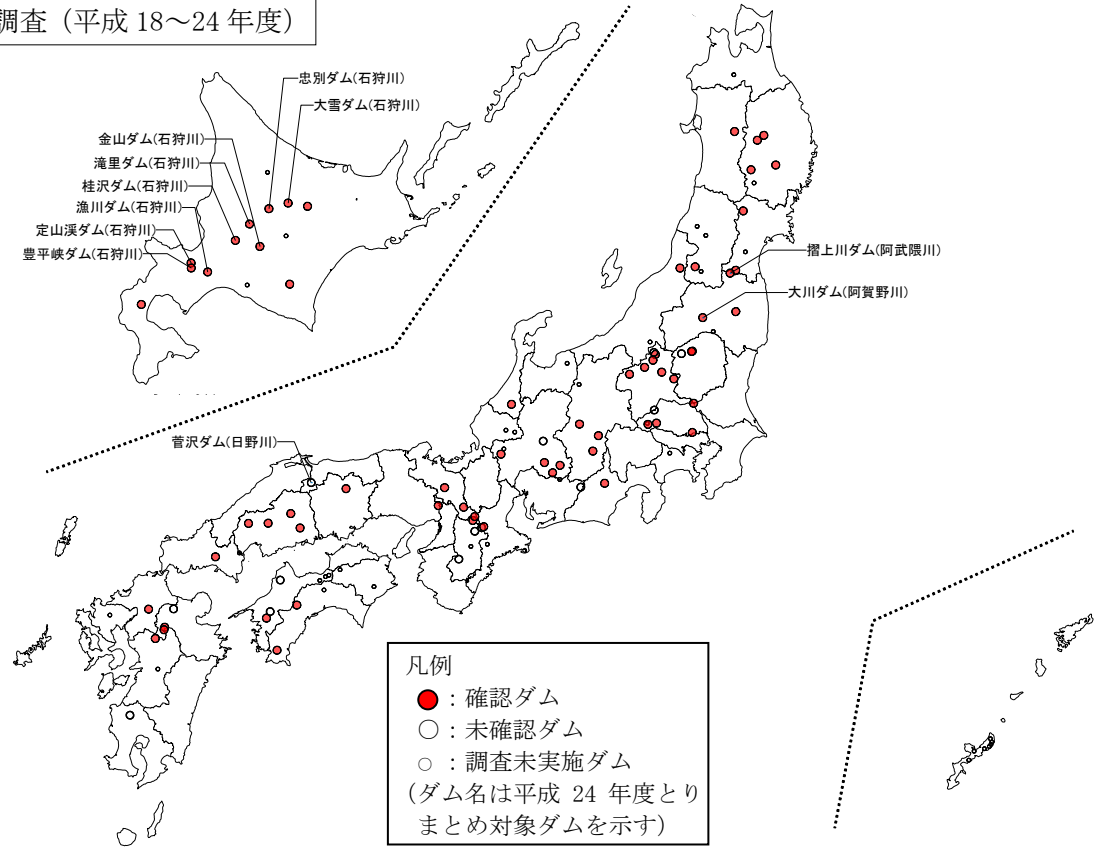 調査(平成 18～24 年度)
忠別ダム(石狩川)
大雪ダム(石狩川)
金山ダム(石狩川)
滝里ダム(石狩川)
桂沢ダム(石狩川)
漁川ダム(石狩川)
定山渓ダム(石狩川)
豊平峡ダム(石狩川)
摺上川ダム(阿武隈川)
大川ダム(阿賀野川)
菅沢ダム(日野川)
凡例
：確認ダム
○：未確認ダム
○：調査未実施ダム
(ダム名は平成 24 年度とり
まとめ対象ダムを示す)